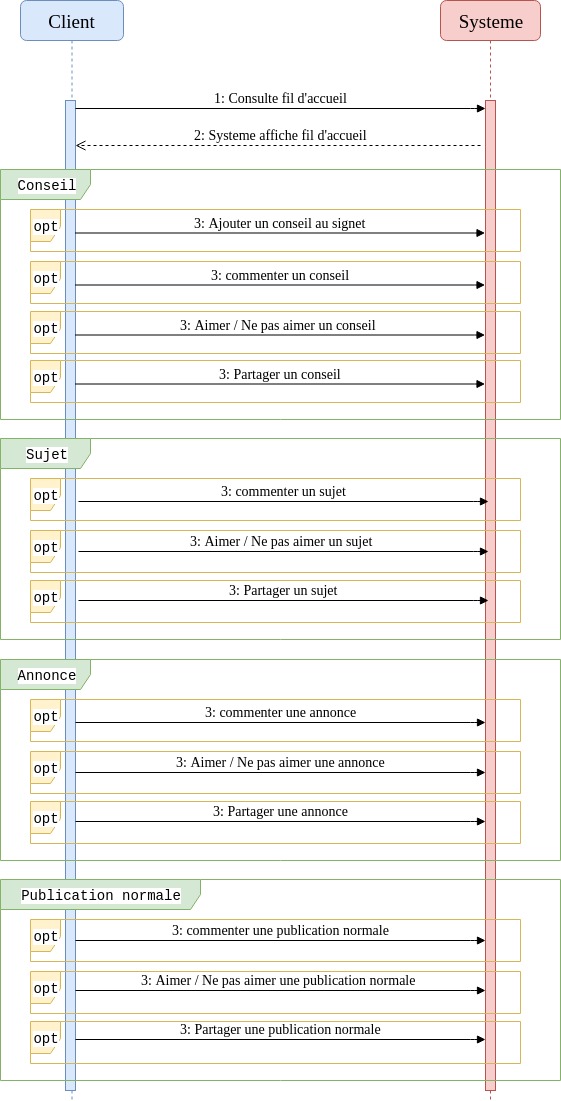 Client
Systeme
1: Consulte fil d'accueil
2: Systeme affiche fil d'accueil
Conseil
opt
3: Ajouter un conseil au signet
opt
3: commenter un conseil
opt
3: Aimer / Ne pas aimer un conseil
opt
3: Partager un conseil
Sujet
opt
3: commenter un sujet
opt
3: Aimer / Ne pas aimer un sujet
opt
3: Partager un sujet
Annonce
opt
3: commenter une annonce
opt
3: Aimer / Ne pas aimer une annonce
opt
3: Partager une annonce
Publication normale
opt
3: commenter une publication normale
opt
3: Aimer / Ne pas aimer une publication normale
opt
3: Partager une publication normale